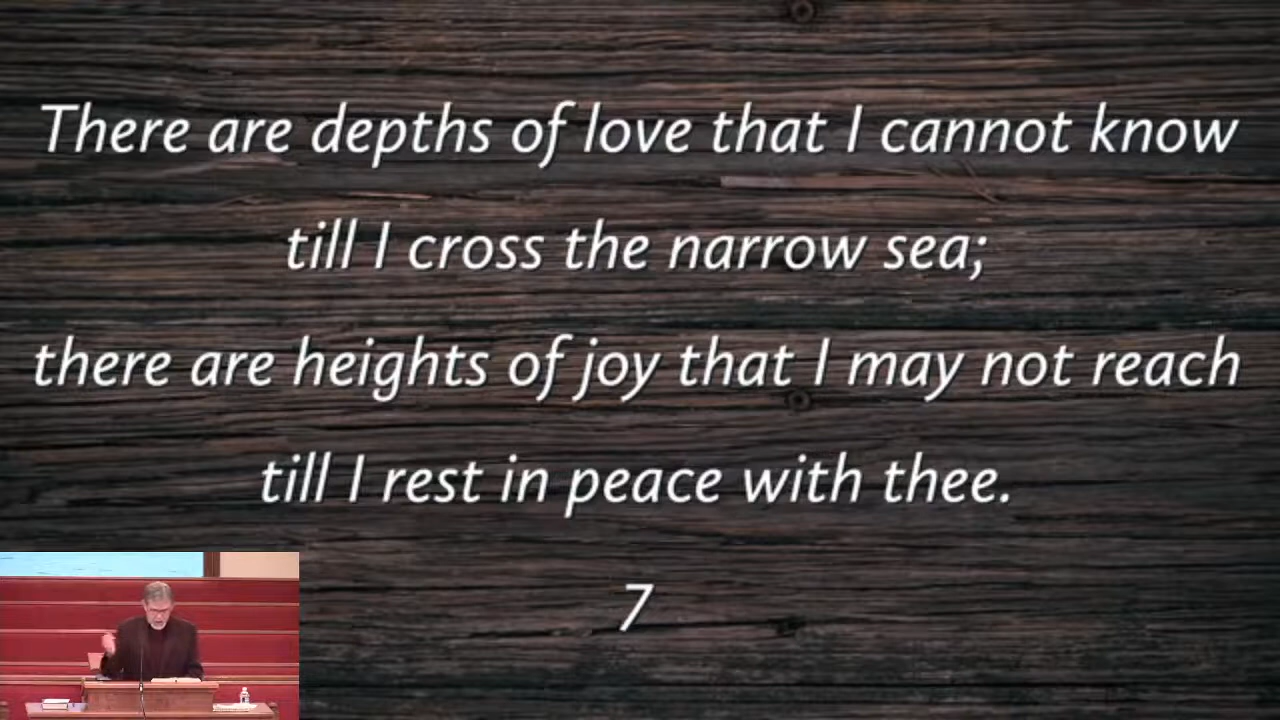 There are depths of love that I cannot know
till I cross the narrow sea;
there are heights of joy that I may not reach
till I rest in peace with thee.
7